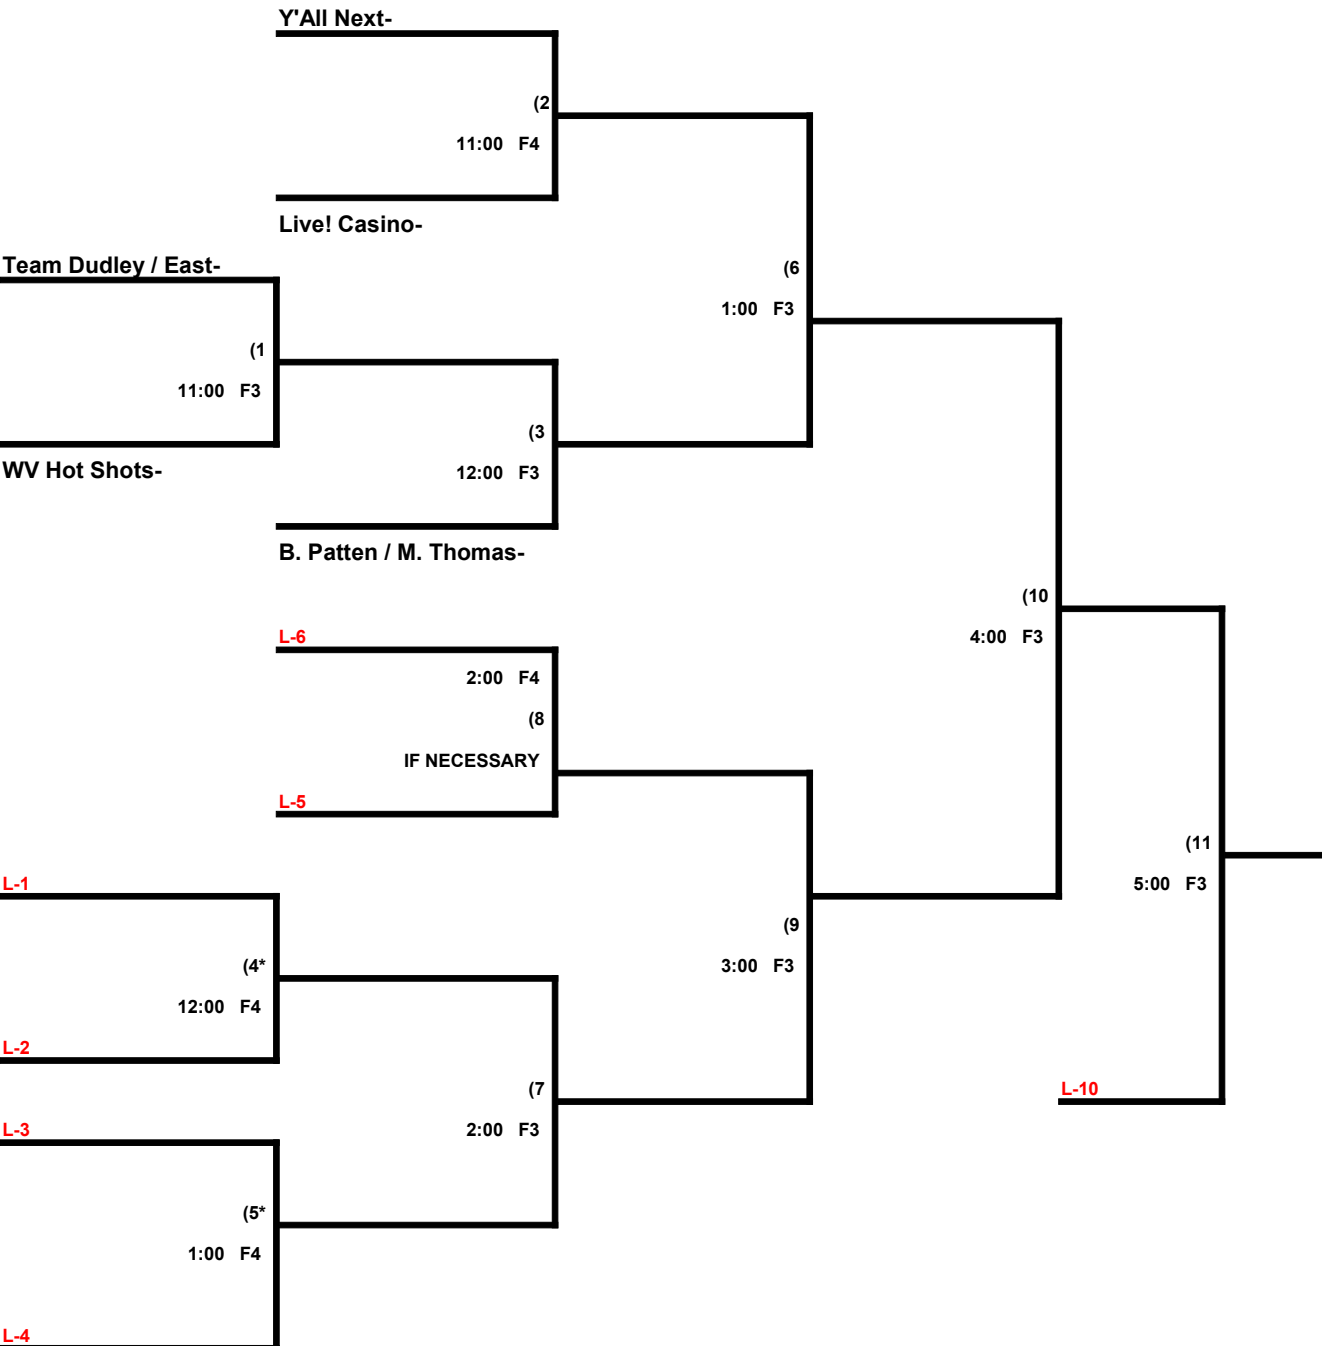 Y'All Next-
(2
11:00 F4
Live! Casino-
Team Dudley / East-
(6
1:00 F3
(1
11:00 F3
(3
WV Hot Shots-
12:00 F3
B. Patten / M. Thomas-
(10
L-6
4:00 F3
2:00 F4
(8
IF NECESSARY
L-5
(11
L-1
5:00 F3
(9
(4*
3:00 F3
12:00 F4
L-2
(7
L-10
L-3
2:00 F3
(5*
1:00 F4
L-4